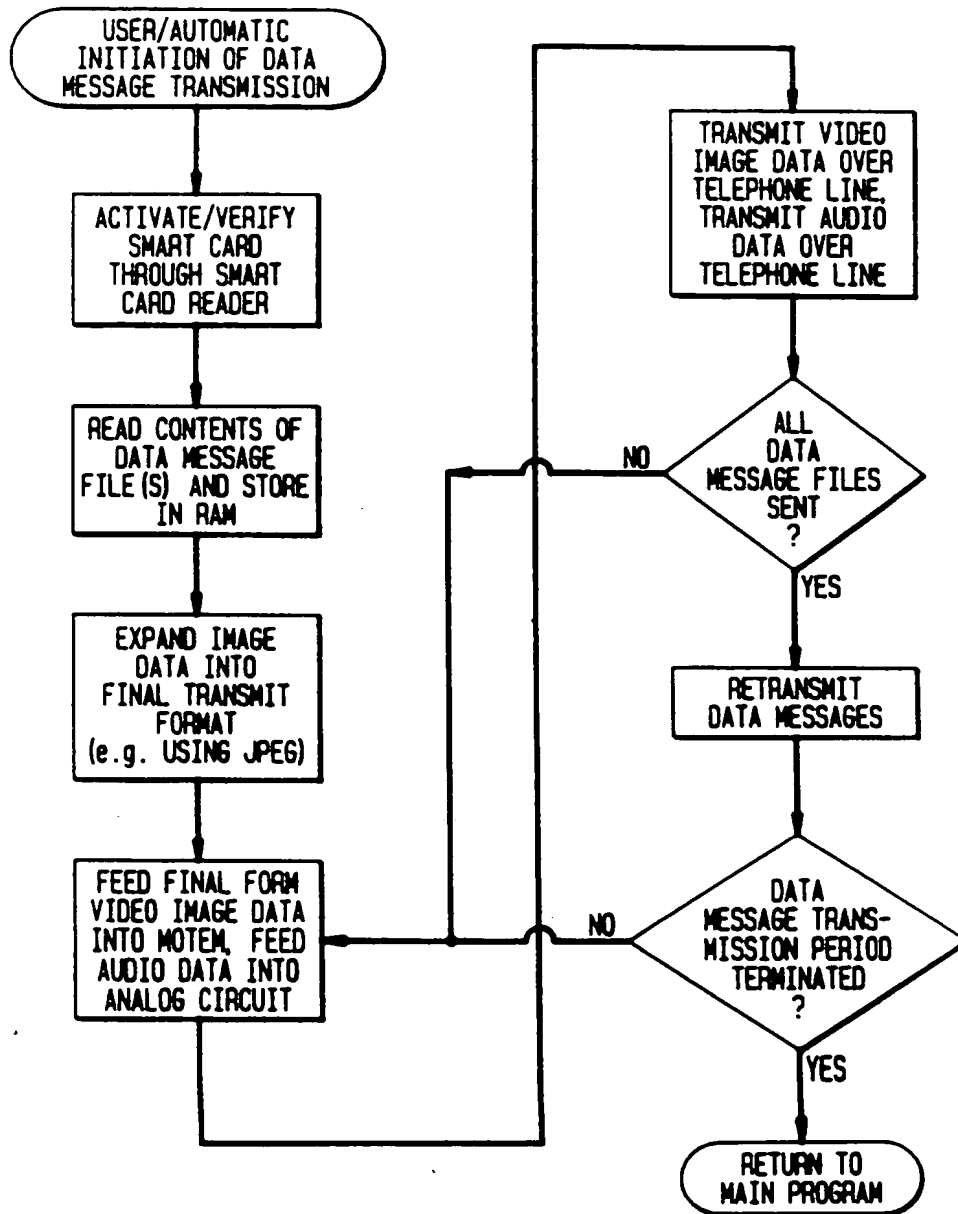 USER/AUTOMATIC
INITIATION OF DATA
MESSAGE TRANSMISSION
ACTIVATE/VERIFY
SMART CARD
THROUGH SMART
CARD READER
READ CONTENTS OF
DATA MESSAGE
FILE(S) AND STORE
IN RAM
EXPAND IMAGE
DATA INTO
FINAL TRANSMIT
FORMAT
(e.g. USING JPEG)
FEED FINAL FORM
VIDEO IMAGE DATA
INTO MOTEM, FEED
AUDIO DATA INTO
ANALOG CIRCUIT
TRANSMIT VIDEO
IMAGE DATA OVER
TELEPHONE LINE,
TRANSMIT AUDIO
DATA OVER
TELEPHONE LINE
ALL
DATA
MESSAGE FILES
SENT
?
NO
YES
RETRANSMIT
DATA MESSAGES
DATA
MESSAGE TRANS-
MISSION PERIOD
TERMINATED
?
NO
YES
RETURN TO
MAIN PROGRAM